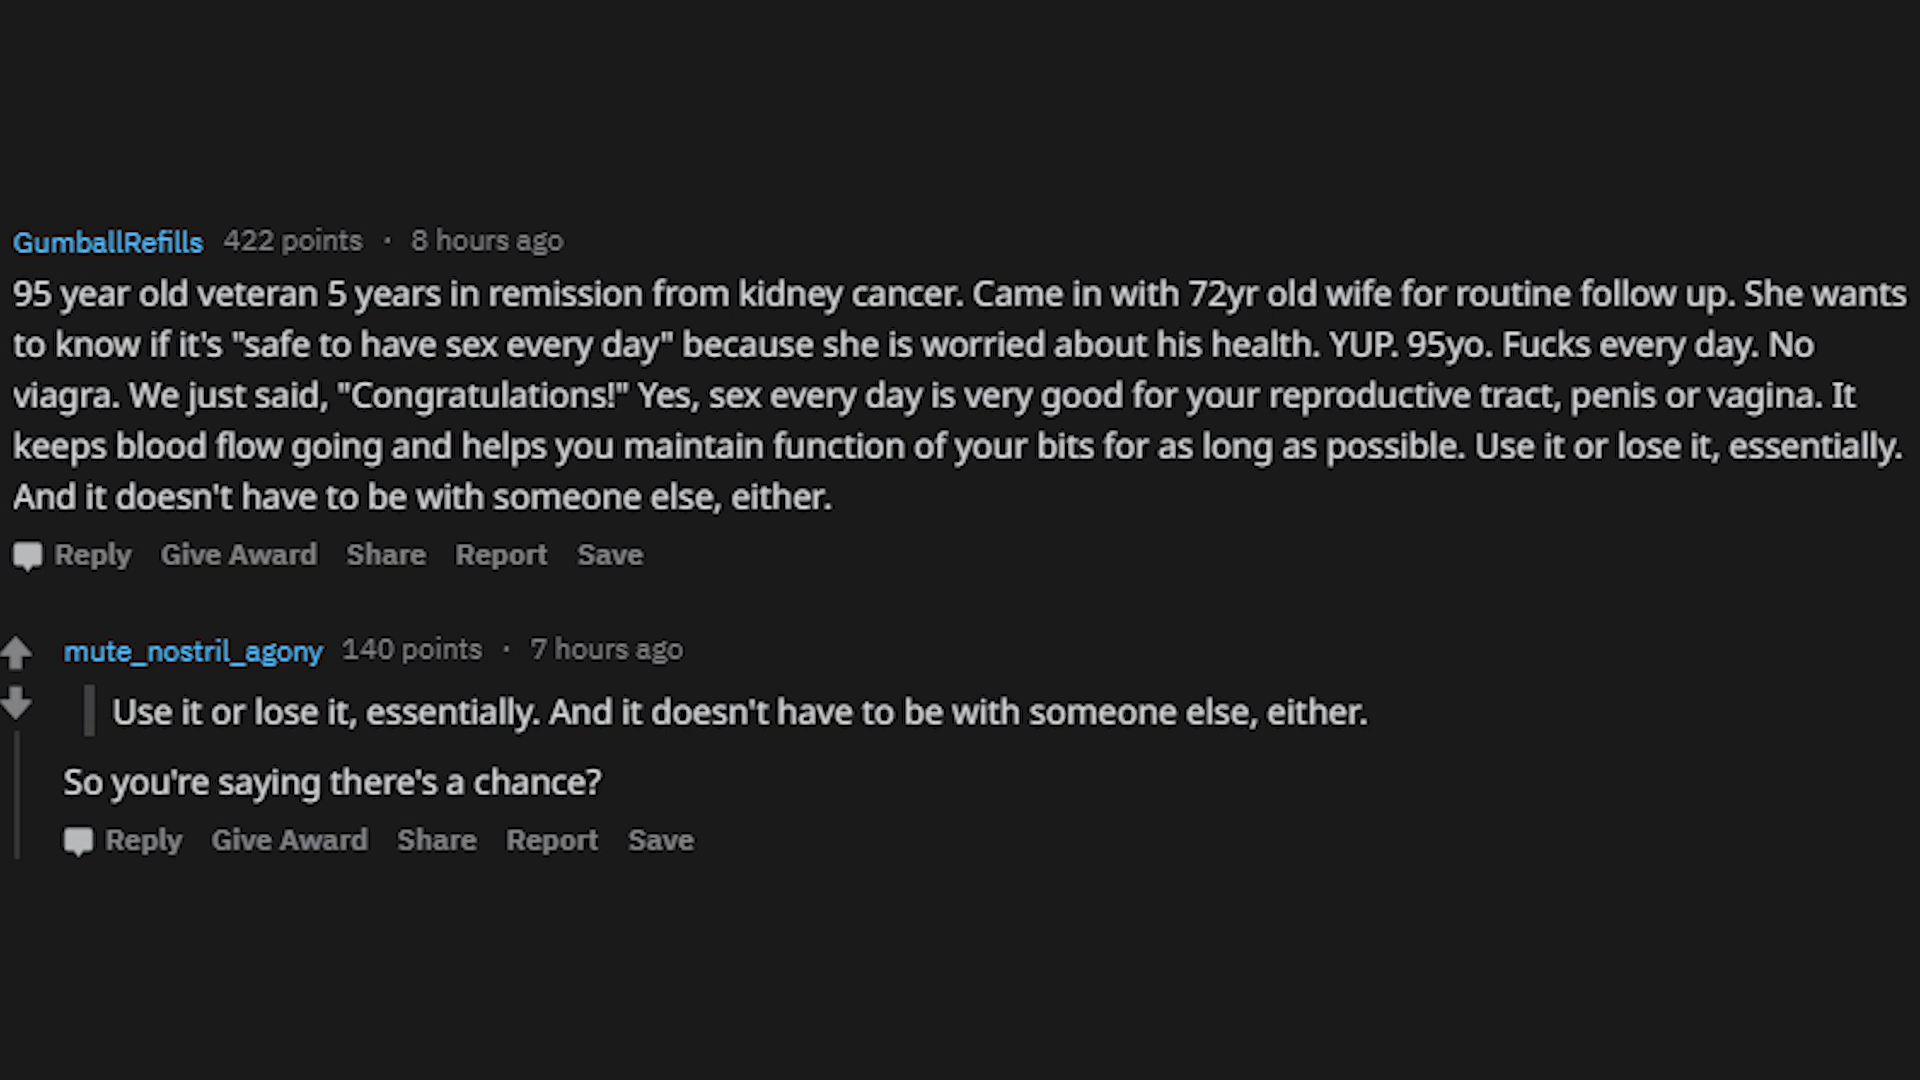 GumballRefills 422 points · 8 hours ago
95 year old veteran 5 years in remission from kidney cancer. Came in with 72yr old wife for routine follow up. She wants
to know if it's "safe to have sex every day" because she is worried about his health. YUP. 95yo. Fucks every day. No
viagra. We just said, "Congratulations!" Yes, sex every day is very good for your reproductive tract, penis or vagina. It
keeps blood flow going and helps you maintain function of your bits for as long as possible. Use it or lose it, essentially.
And it doesn't have to be with someone else, either.
Reply Give Award Share Report Save
mute_nostril_agony 140 points · 7 hours ago
Use it or lose it, essentially. And it doesn't have to be with someone else, either.
So you're saying there's a chance?
Reply Give Award Share Report Save